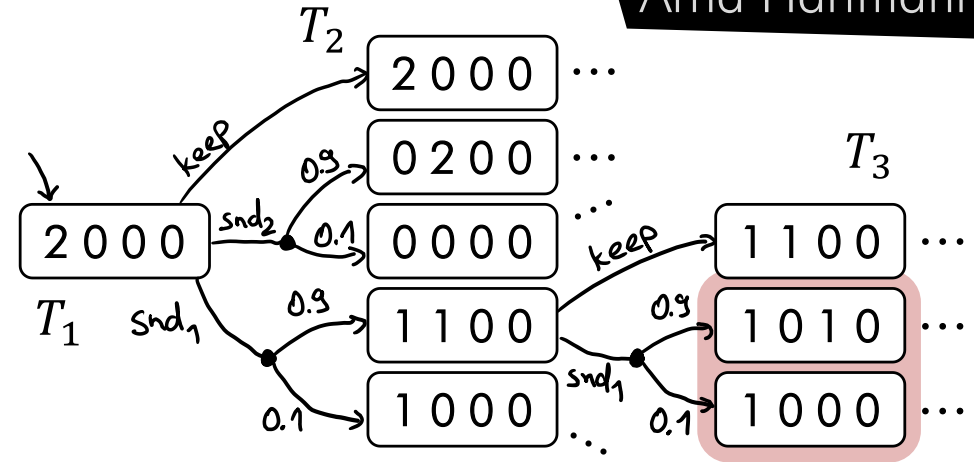 T₂
2 0 0 0 ...
keep
0.9
0 2 0 0 ...
T₃
snd₂
0.1
0 0 0 0 ...
2 0 0 0
keep
1 1 0 0 ...
T₁
snd₁
0.9
1 1 0 0
0.9
1 0 1 0 ...
snd₁
0.1
1 0 0 0 ...
0.1
1 0 0 0 ...